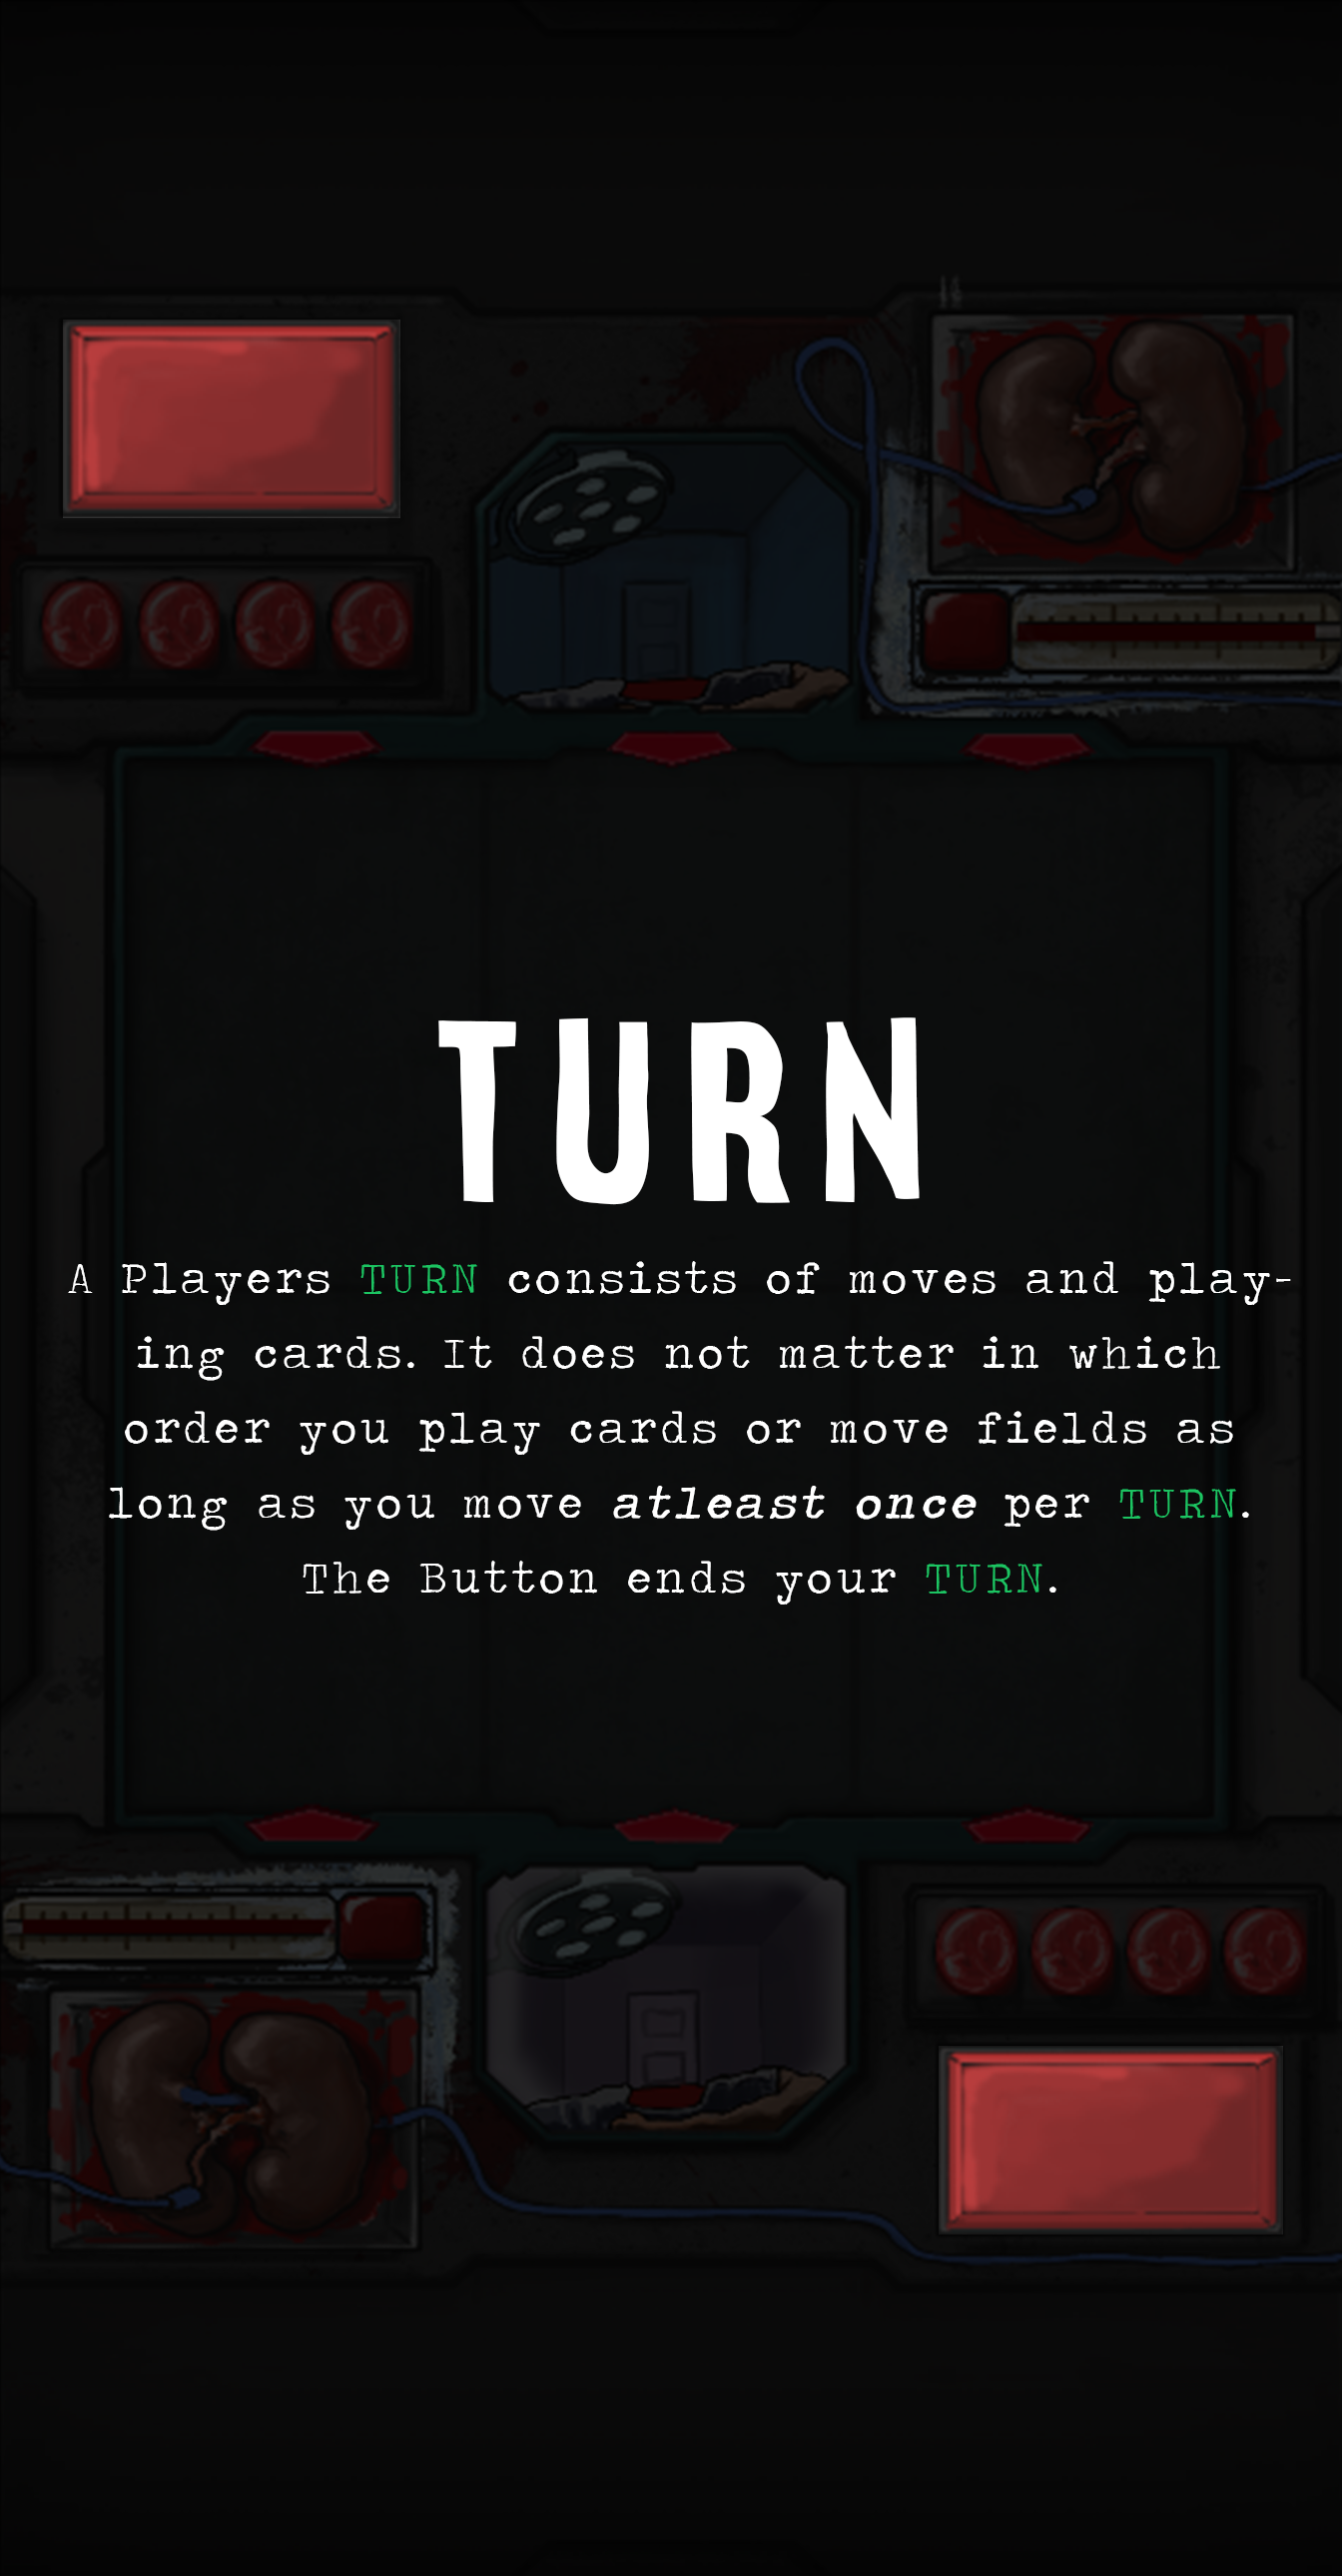 TURN
A Players TURN consists of moves and play-
ing cards. It does not matter in which
order you play cards or move fields as
long as you move atleast once per TURN.
The Button ends your TURN.